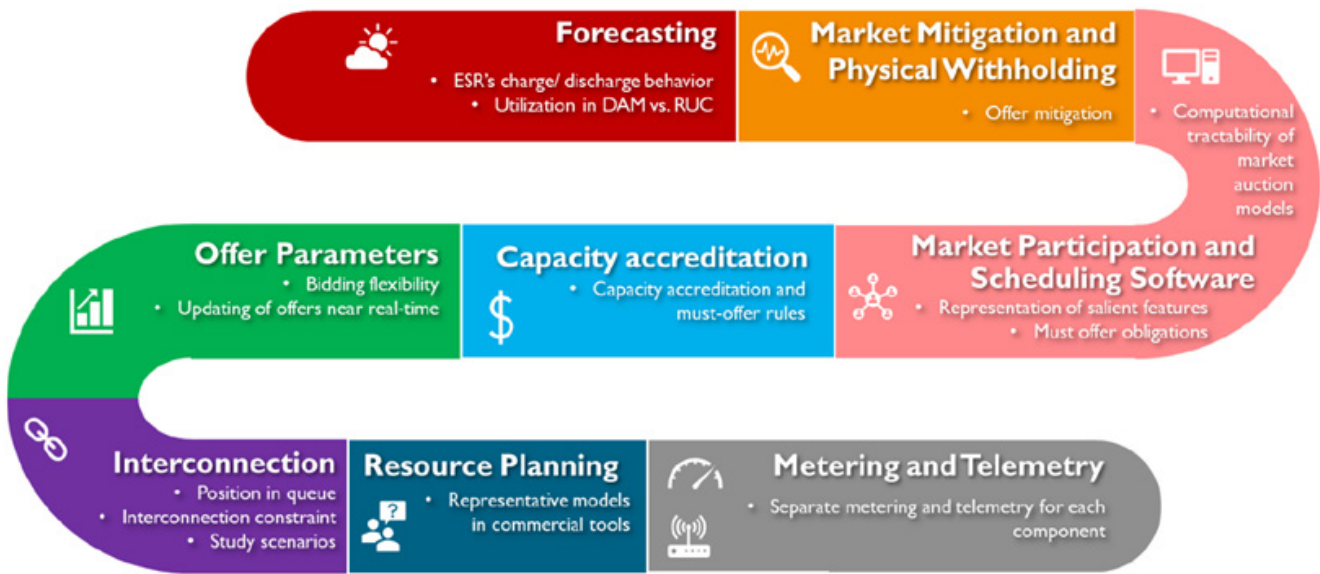 Forecasting
• ESR's charge/ discharge behavior
• Utilization in DAM vs. RUC
Market Mitigation and
Physical Withholding
• Offer mitigation
• Computational
tractability of
market
auction
models
Offer Parameters
• Bidding flexibility
• Updating of offers near real-time
Capacity accreditation
$
• Capacity accreditation and
must-offer rules
Market Participation and
Scheduling Software
• Representation of salient features
• Must offer obligations
Interconnection
• Position in queue
• Interconnection constraint
• Study scenarios
Resource Planning
?
• Representative models
in commercial tools
Metering and Telemetry
• Separate metering and telemetry for each
component